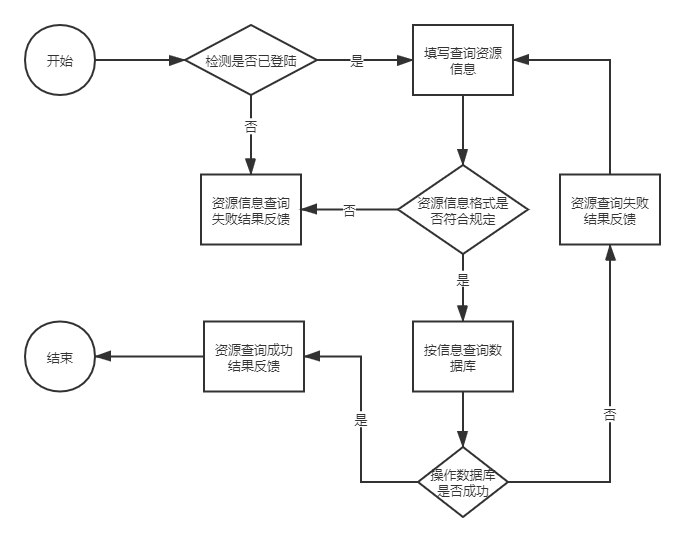 开始
检测是否已登陆
是
填写查询资源
信息
否
资源信息查询
失败结果反馈
否
资源信息格式是
否符合规定
资源查询失败
结果反馈
是
结束
资源查询成功
结果反馈
按信息查询数
据库
是
否
操作数据库
是否成功